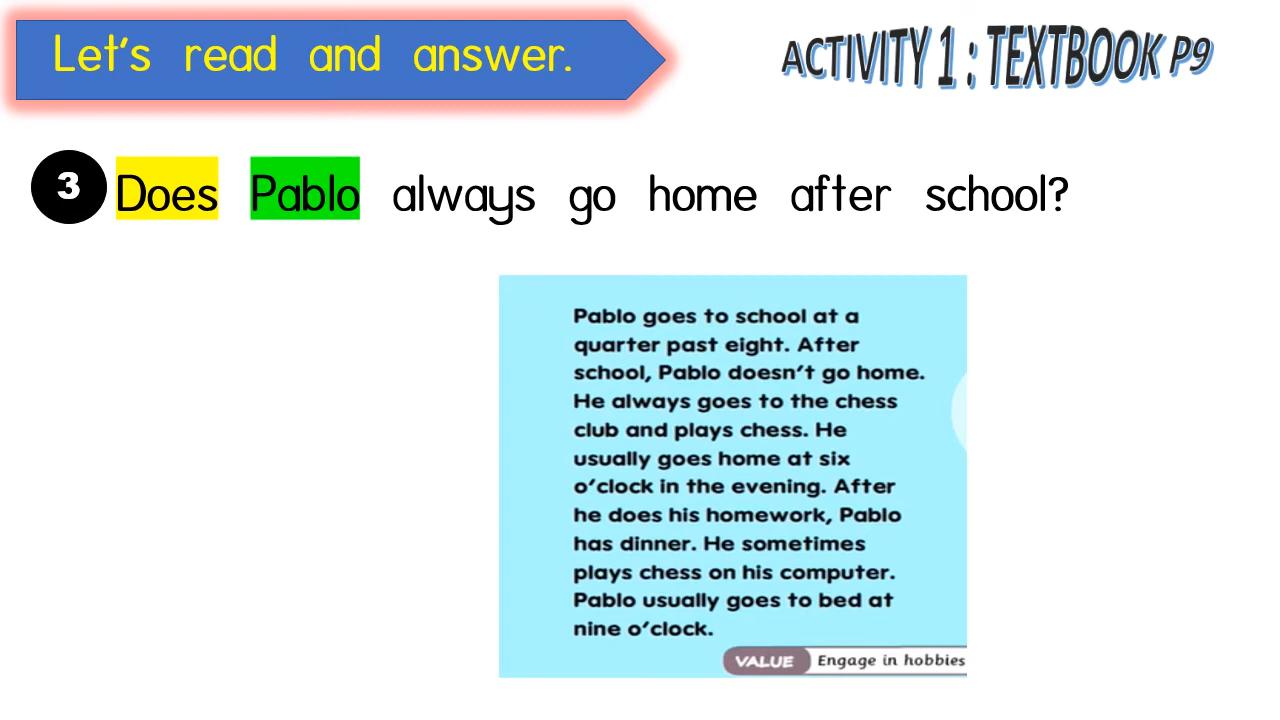 Let's read and answer.
ACTIVITY 1 : TEXTBOOK P9
3 Does Pablo always go home after school?
Pablo goes to school at a
quarter past eight. After
school, Pablo doesn't go home.
He always goes to the chess
club and plays chess. He
usually goes home at six
o'clock in the evening. After
he does his homework, Pablo
has dinner. He sometimes
plays chess on his computer.
Pablo usually goes to bed at
nine o'clock.
VALUE Engage in hobbies